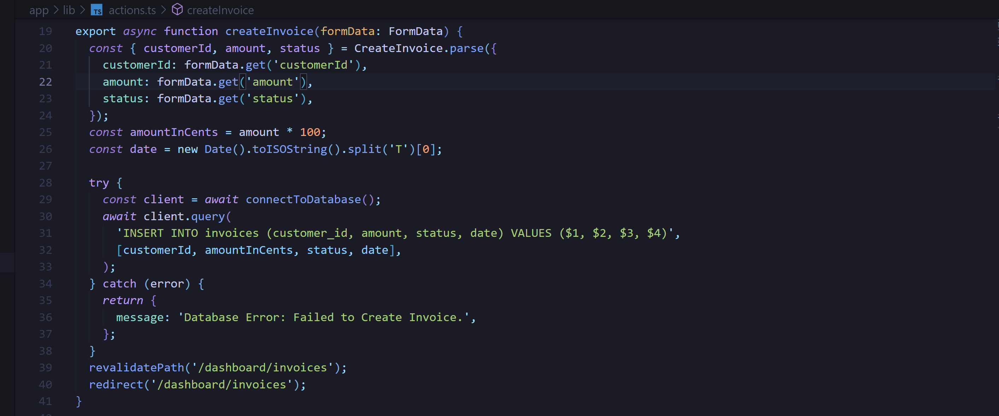 app > lib > TS actions.ts > createInvoice
19 export async function createInvoice(formData: FormData) {
20 const { customerId, amount, status } = CreateInvoice.parse({
21 customerId: formData.get('customerId'),
22 amount: formData.get('amount'),
23 status: formData.get('status'),
24 });
25 const amountInCents = amount * 100;
26 const date = new Date().toISOString().split('T')[0];
27
28 try {
29 const client = await connectToDatabase();
30 await client.query(
31 'INSERT INTO invoices (customer_id, amount, status, date) VALUES ($1, $2, $3, $4)',
32 [customerId, amountInCents, status, date],
33 );
34 } catch (error) {
35 return {
36 message: 'Database Error: Failed to Create Invoice.',
37 };
38 }
39 revalidatePath('/dashboard/invoices');
40 redirect('/dashboard/invoices');
41 }